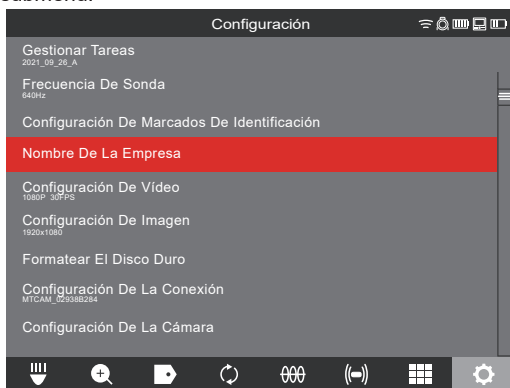 Configuración
Gestionar Tareas
2021_09_26_A
Frecuencia De Sonda
640Hz
Configuración De Marcados De Identificación
Nombre De La Empresa
Configuración De Vídeo
1080P 30FPS
Configuración De Imagen
1920x1080
Formatear El Disco Duro
Configuración De La Conexión
MTCAM_02938B284
Configuración De La Cámara